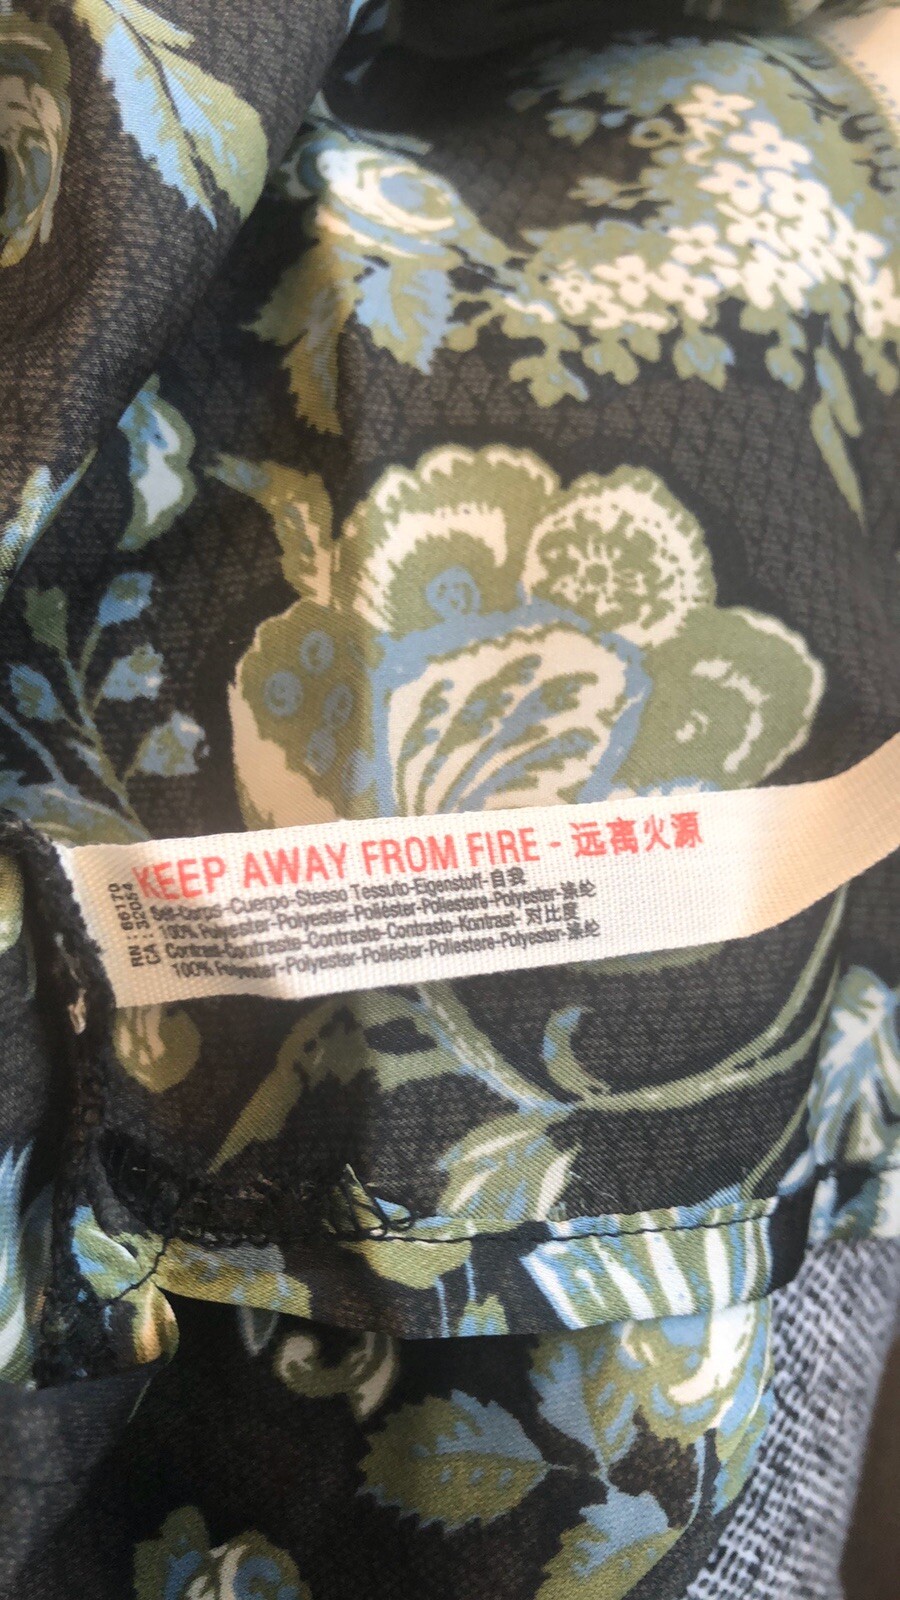 KEEP AWAY FROM FIRE - 远离火源
RN: 66170
CA: 32054
Self-Corps-Cuerpo-Stesso Tessuto-Eigenstoff-自我
100% Polyester-Polyester-Poliéster-Poliestere-Polyester-涤纶
Contrast-Contraste-Contraste-Contrasto-Kontrast- 对比度
100% Polyester-Polyester-Poliéster-Poliestere-Polyester-涤纶